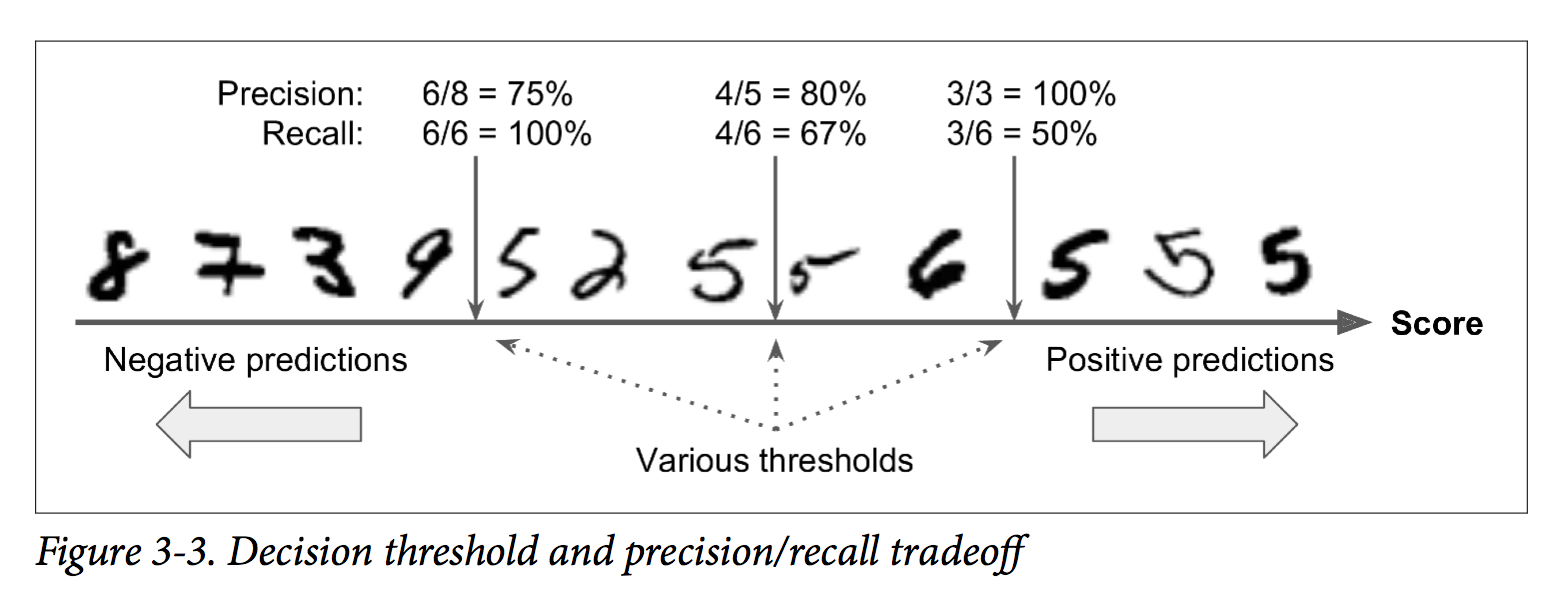 Precision: 6/8 = 75% 4/5 = 80% 3/3 = 100%
Recall: 6/6 = 100% 4/6 = 67% 3/6 = 50%
8 7 3 9 5 2 5 5 6 5 5 5
Score
Negative predictions Positive predictions
Various thresholds
Figure 3-3. Decision threshold and precision/recall tradeoff